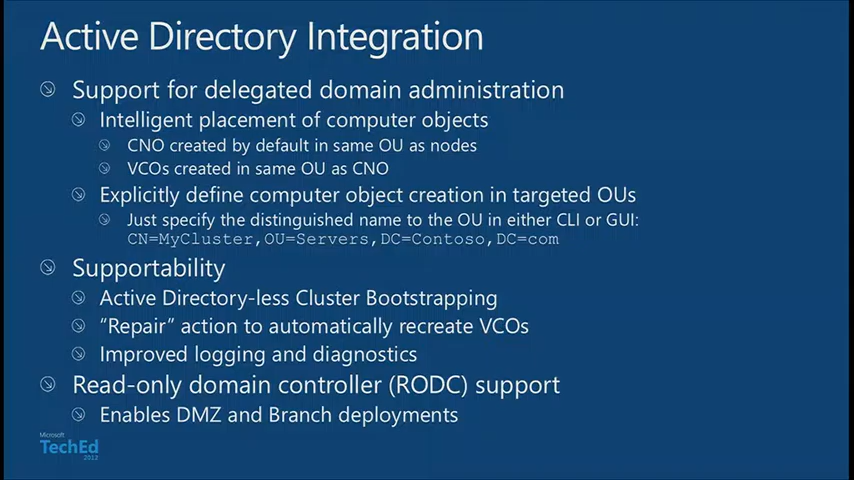 Active Directory Integration
Support for delegated domain administration
Intelligent placement of computer objects
CNO created by default in same OU as nodes
VCOs created in same OU as CNO
Explicitly define computer object creation in targeted OUs
Just specify the distinguished name to the OU in either CLI or GUI:
CN=MyCluster,OU=Servers,DC=Contoso,DC=com
Supportability
Active Directory-less Cluster Bootstrapping
“Repair” action to automatically recreate VCOs
Improved logging and diagnostics
Read-only domain controller (RODC) support
Enables DMZ and Branch deployments
Microsoft
TechEd